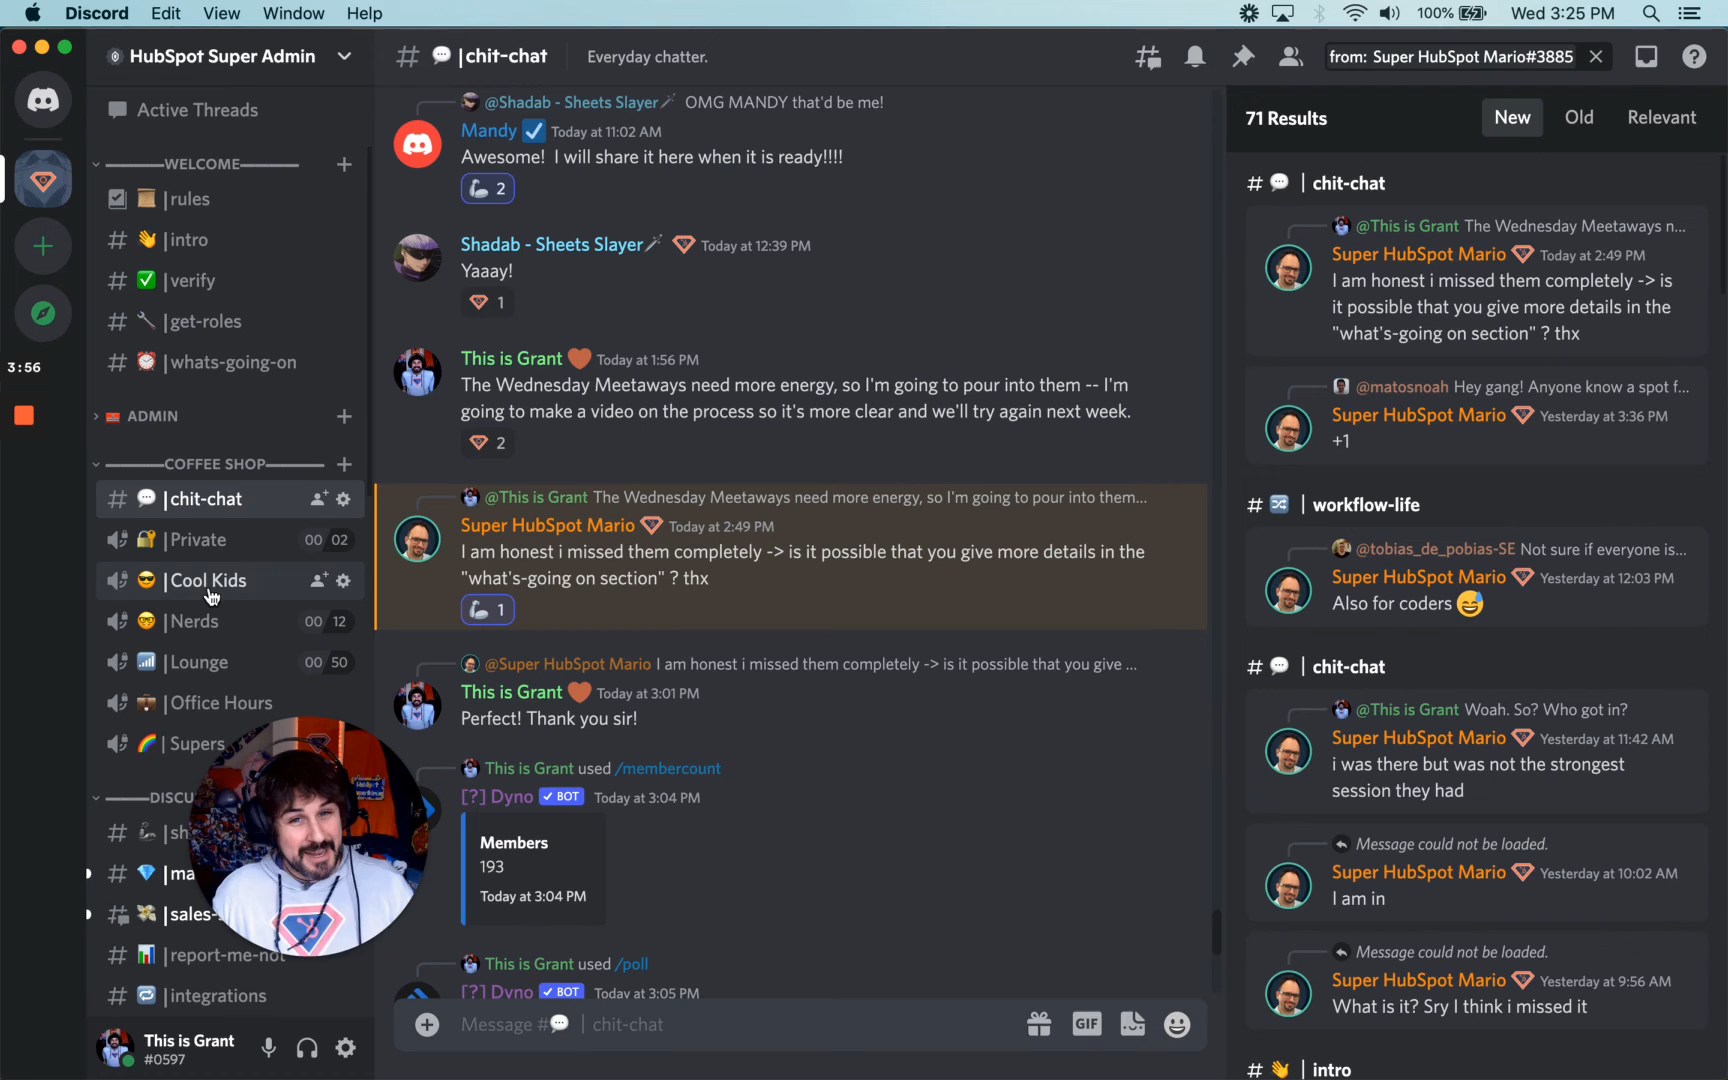 Discord Edit View Window Help
100% Wed 3:25 PM
HubSpot Super Admin
# |chit-chat Everyday chatter.
from: Super HubSpot Mario#3885
Active Threads
WELCOME
|rules
# |intro
# |verify
# |get-roles
# |whats-going-on
3:56
ADMIN
COFFEE SHOP
# |chit-chat
|Private 00 02
|Cool Kids
|Nerds 00 12
|Lounge 00 50
|Office Hours
|Supers
DISCU
# |sh
# |ma
|sales-
# |report-me-not
# |integrations
This is Grant
#0597
@Shadab - Sheets Slayer OMG MANDY that'd be me!
Mandy Today at 11:02 AM
Awesome! I will share it here when it is ready!!!!
2
Shadab - Sheets Slayer Today at 12:39 PM
Yaaay!
1
This is Grant Today at 1:56 PM
The Wednesday Meetaways need more energy, so I'm going to pour into them -- I'm
going to make a video on the process so it's more clear and we'll try again next week.
2
@This is Grant The Wednesday Meetaways need more energy, so I'm going to pour into them...
Super HubSpot Mario Today at 2:49 PM
I am honest i missed them completely -> is it possible that you give more details in the
"what's-going on section" ? thx
1
@Super HubSpot Mario I am honest i missed them completely -> is it possible that you give ...
This is Grant Today at 3:01 PM
Perfect! Thank you sir!
This is Grant used /membercount
[?] Dyno ✓ BOT Today at 3:04 PM
Members
193
Today at 3:04 PM
This is Grant used /poll
[?] Dyno ✓ BOT Today at 3:05 PM
Message # | chit-chat
GIF
71 Results New Old Relevant
# | chit-chat
@This is Grant The Wednesday Meetaways n...
Super HubSpot Mario Today at 2:49 PM
I am honest i missed them completely -> is
it possible that you give more details in the
"what's-going on section" ? thx
@matosnoah Hey gang! Anyone know a spot f...
Super HubSpot Mario Yesterday at 3:36 PM
+1
# | workflow-life
@tobias_de_pobias-SE Not sure if everyone is...
Super HubSpot Mario Yesterday at 12:03 PM
Also for coders
# | chit-chat
@This is Grant Woah. So? Who got in?
Super HubSpot Mario Yesterday at 11:42 AM
i was there but was not the strongest
session they had
Message could not be loaded.
Super HubSpot Mario Yesterday at 10:02 AM
I am in
Message could not be loaded.
Super HubSpot Mario Yesterday at 9:56 AM
What is it? Sry I think i missed it
# | intro